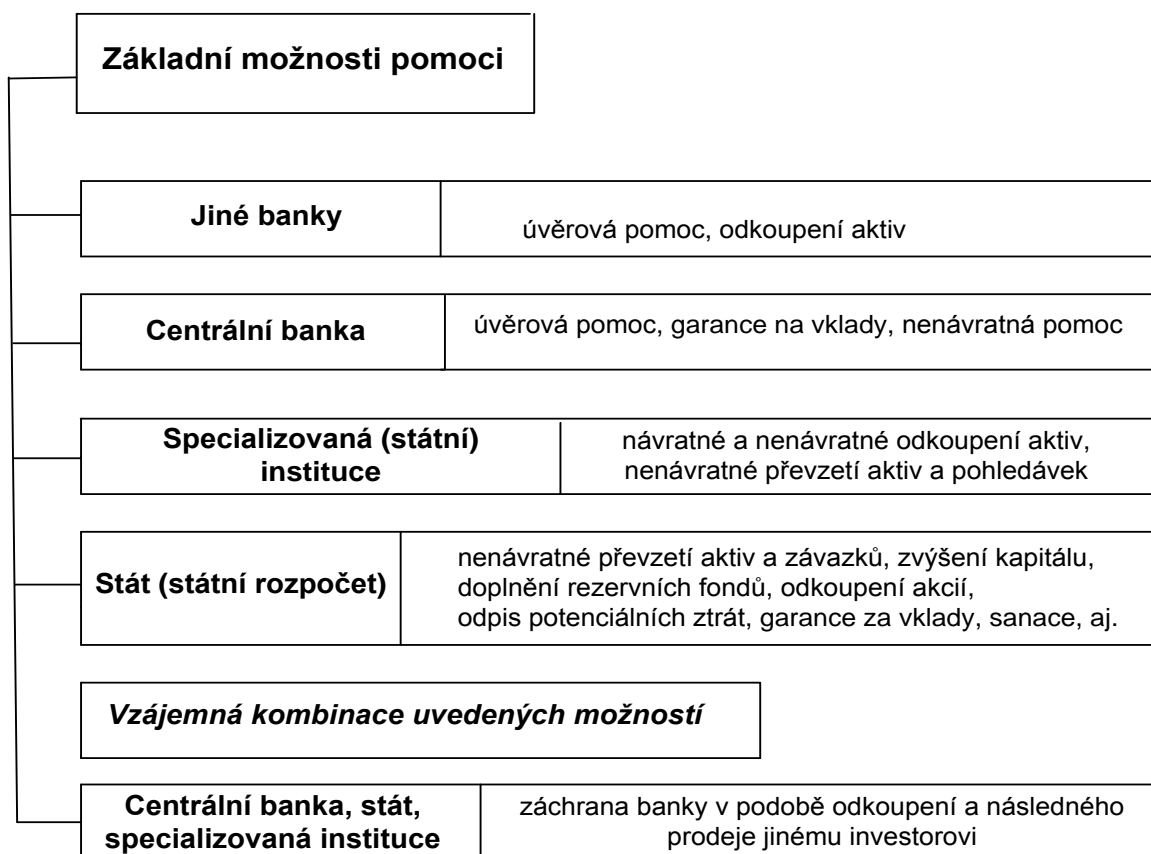 Základní možnosti pomoci
Jiné banky
úvěrová pomoc, odkoupení aktiv
Centrální banka
úvěrová pomoc, garance na vklady, nenávratná pomoc
Specializovaná (státní)
instituce
návratné a nenávratné odkoupení aktiv,
nenávratné převzetí aktiv a pohledávek
Stát (státní rozpočet)
nenávratné převzetí aktiv a závazků, zvýšení kapitálu,
doplnění rezervních fondů, odkoupení akcií,
odpis potenciálních ztrát, garance za vklady, sanace, aj.
Vzájemná kombinace uvedených možností
Centrální banka, stát,
specializovaná instituce
záchrana banky v podobě odkoupení a následného
prodeje jinému investorovi